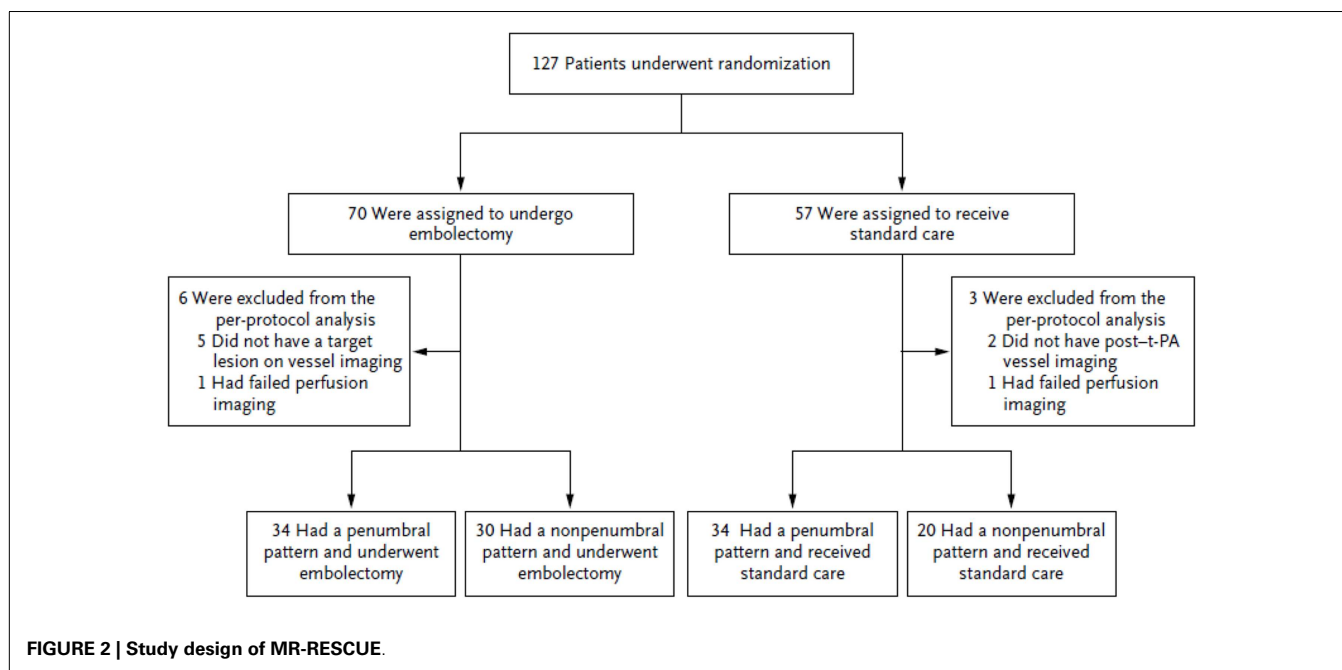 127 Patients underwent randomization
70 Were assigned to undergo
embolectomy
57 Were assigned to receive
standard care
6 Were excluded from the
per-protocol analysis
5 Did not have a target
lesion on vessel imaging
1 Had failed perfusion
imaging
3 Were excluded from the
per-protocol analysis
2 Did not have post–t-PA
vessel imaging
1 Had failed perfusion
imaging
34 Had a penumbral
pattern and underwent
embolectomy
30 Had a nonpenumbral
pattern and underwent
embolectomy
34 Had a penumbral
pattern and received
standard care
20 Had a nonpenumbral
pattern and received
standard care
FIGURE 2 | Study design of MR-RESCUE.